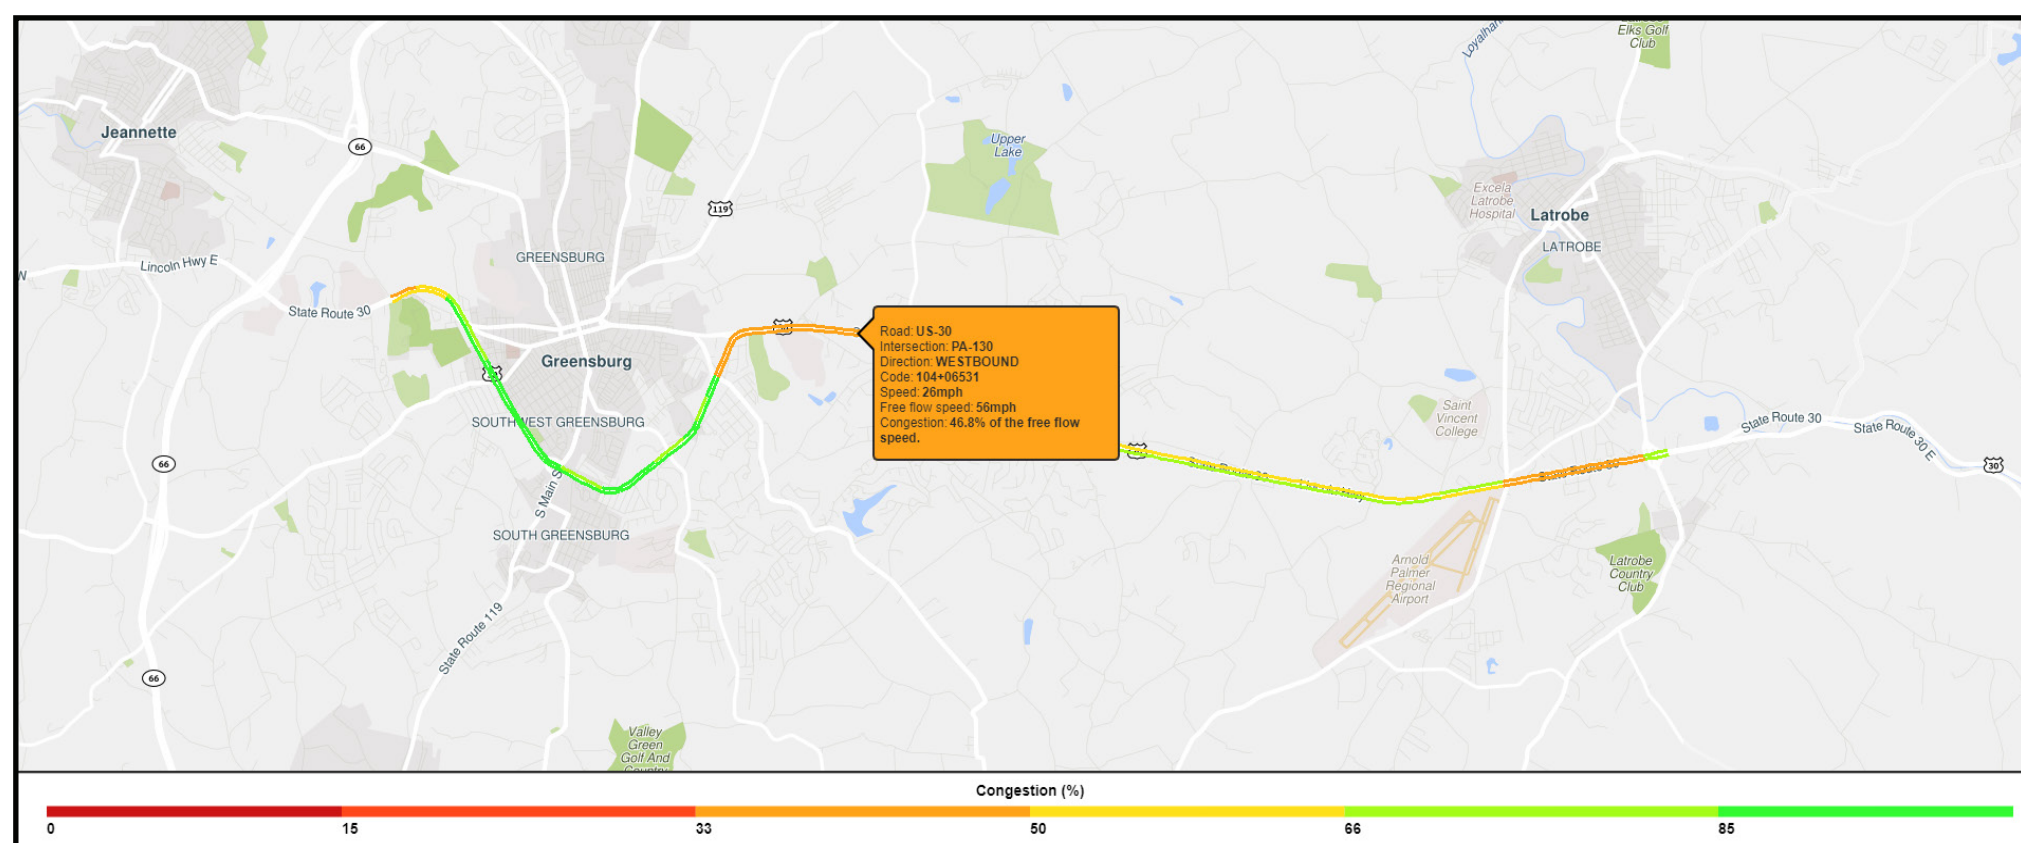 Elks Golf
Club
Loyalhan
Jeannette
66
Upper
Lake
Excela
Latrobe
Hospital
119
Latrobe
LATROBE
GREENSBURG
Lincoln Hwy E
W
State Route 30
30
Greensburg
Road: US-30
Intersection: PA-130
Direction: WESTBOUND
Code: 104+06531
Speed: 26mph
Free flow speed: 56mph
Congestion: 46.8% of the free flow
speed.
SOUTHWEST GREENSBURG
Saint
Vincent
College
State Route 30
State Route 30 E
66
30
S Main S
SOUTH GREENSBURG
Arnold
Palmer
Regional
Airport
Latrobe
Country
Club
State Route 119
66
Valley
Green
Golf And
Country
Congestion (%)
0 15 33 50 66 85